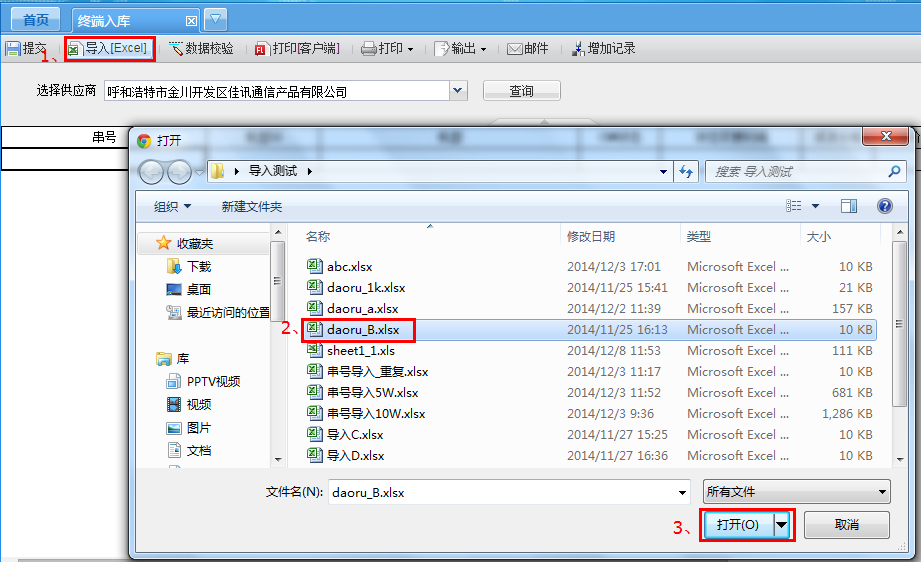 首页 终端入库
提交 导入[Excel] 数据校验 打印[客户端] 打印 输出 邮件 增加记录
1、
选择供应商 呼和浩特市金川开发区佳讯通信产品有限公司 查询
串号
打开
导入测试 搜索 导入测试
组织 新建文件夹
名称 修改日期 类型 大小
收藏夹
下载
桌面
最近访问的位置
库
PPTV视频
视频
图片
文档
abc.xlsx 2014/12/3 17:01 Microsoft Excel ... 10 KB
daoru_1k.xlsx 2014/11/25 15:41 Microsoft Excel ... 21 KB
daoru_a.xlsx 2014/12/2 11:39 Microsoft Excel ... 157 KB
2、 daoru_B.xlsx 2014/11/25 16:13 Microsoft Excel ... 10 KB
sheet1_1.xls 2014/12/8 11:53 Microsoft Excel ... 111 KB
串号导入_重复.xlsx 2014/12/3 11:17 Microsoft Excel ... 10 KB
串号导入5W.xlsx 2014/12/3 11:52 Microsoft Excel ... 681 KB
串号导入10W.xlsx 2014/12/3 9:36 Microsoft Excel ... 1,286 KB
导入C.xlsx 2014/11/27 15:25 Microsoft Excel ... 10 KB
导入D.xlsx 2014/11/27 16:36 Microsoft Excel ... 10 KB
文件名(N): daoru_B.xlsx 所有文件
3、 打开(O) 取消